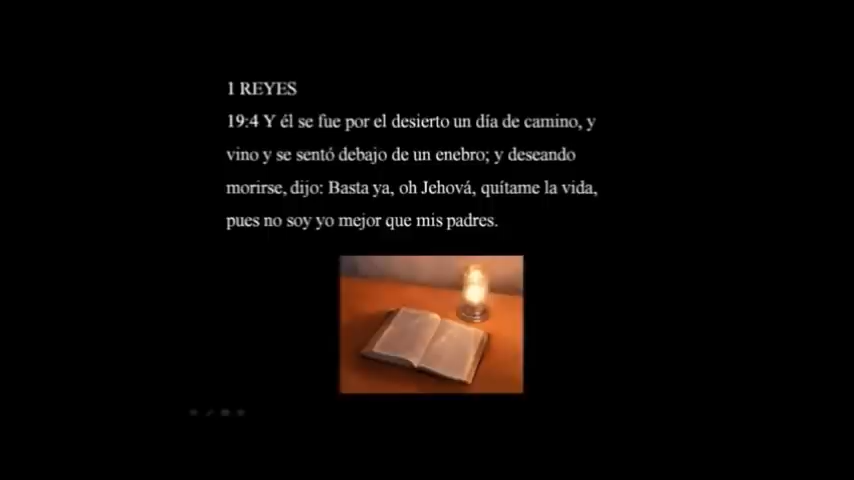 1 REYES
19:4 Y él se fue por el desierto un día de camino, y
vino y se sentó debajo de un enebro; y deseando
morirse, dijo: Basta ya, oh Jehová, quítame la vida,
pues no soy yo mejor que mis padres.